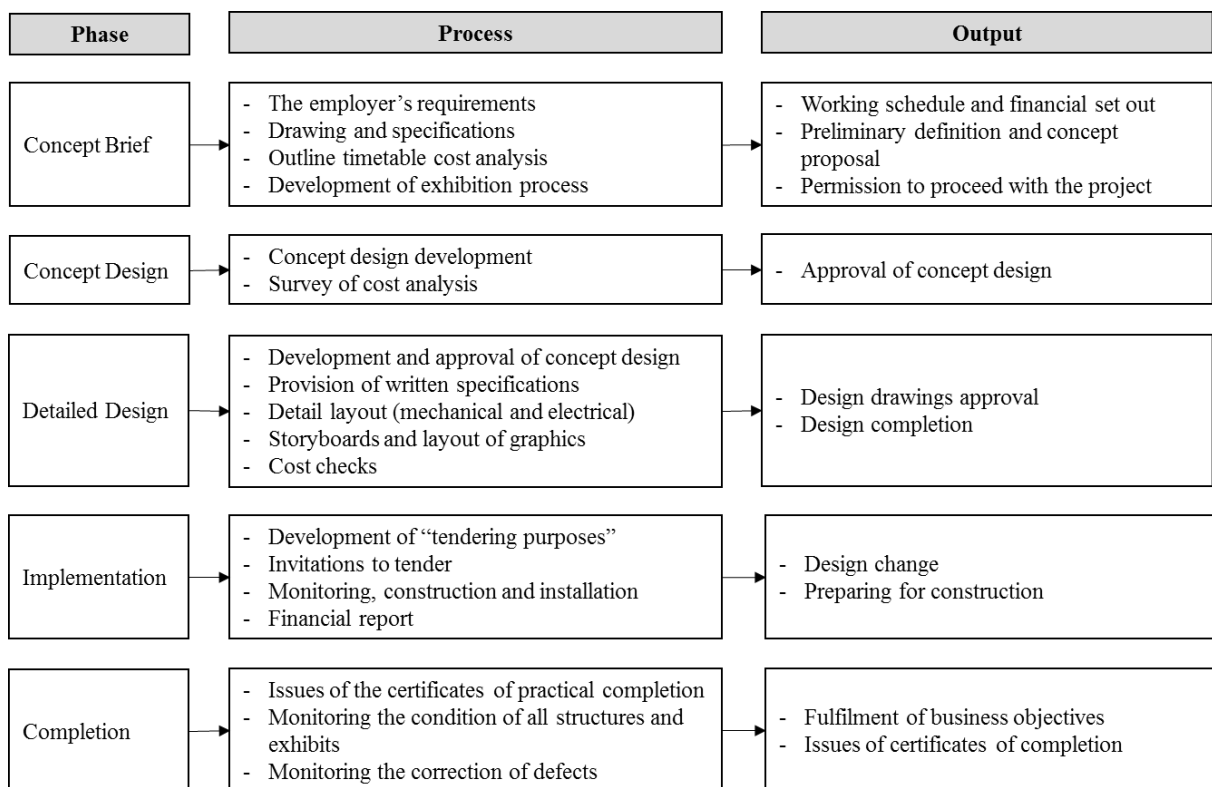 Phase
Process
Output
Concept Brief
- The employer's requirements
- Drawing and specifications
- Outline timetable cost analysis
- Development of exhibition process
- Working schedule and financial set out
- Preliminary definition and concept
proposal
- Permission to proceed with the project
Concept Design
- Concept design development
- Survey of cost analysis
- Approval of concept design
Detailed Design
- Development and approval of concept design
- Provision of written specifications
- Detail layout (mechanical and electrical)
- Storyboards and layout of graphics
- Cost checks
- Design drawings approval
- Design completion
Implementation
- Development of “tendering purposes”
- Invitations to tender
- Monitoring, construction and installation
- Financial report
- Design change
- Preparing for construction
Completion
- Issues of the certificates of practical completion
- Monitoring the condition of all structures and
exhibits
- Monitoring the correction of defects
- Fulfilment of business objectives
- Issues of certificates of completion